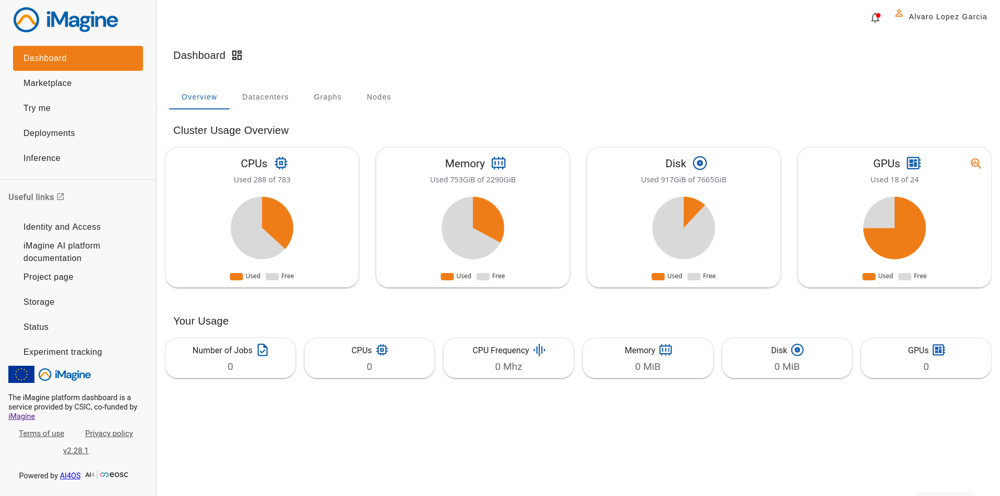 iMagine
Dashboard
Marketplace
Try me
Deployments
Inference
Useful links
Identity and Access
iMagine AI platform
documentation
Project page
Storage
Status
Experiment tracking
iMagine
The iMagine platform dashboard is a
service provided by CSIC, co-funded by
iMagine
Terms of use Privacy policy
v2.28.1
Powered by AI4OS AI4 eosc
Alvaro Lopez Garcia
Dashboard
Overview Datacenters Graphs Nodes
Cluster Usage Overview
CPUs
Used 288 of 783
Used Free
Memory
Used 753GiB of 2290GiB
Used Free
Disk
Used 917GiB of 7665GiB
Used Free
GPUs
Used 18 of 24
Used Free
Your Usage
Number of Jobs
0
CPUs
0
CPU Frequency
0 Mhz
Memory
0 MiB
Disk
0 MiB
GPUs
0